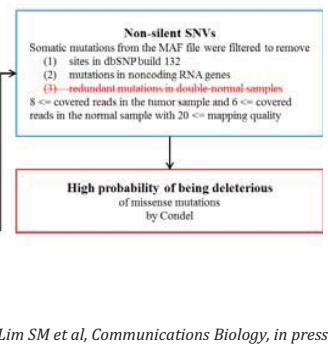 Non-silent SNVs
Somatic mutations from the MAF file were filtered to remove
(1) sites in dbSNP build 132
(2) mutations in noncoding RNA genes
(3) redundant mutations in double-normal samples
8 <= covered reads in the tumor sample and 6 <= covered
reads in the normal sample with 20 <= mapping quality
High probability of being deleterious
of missense mutations
by Condel
Lim SM et al, Communications Biology, in press